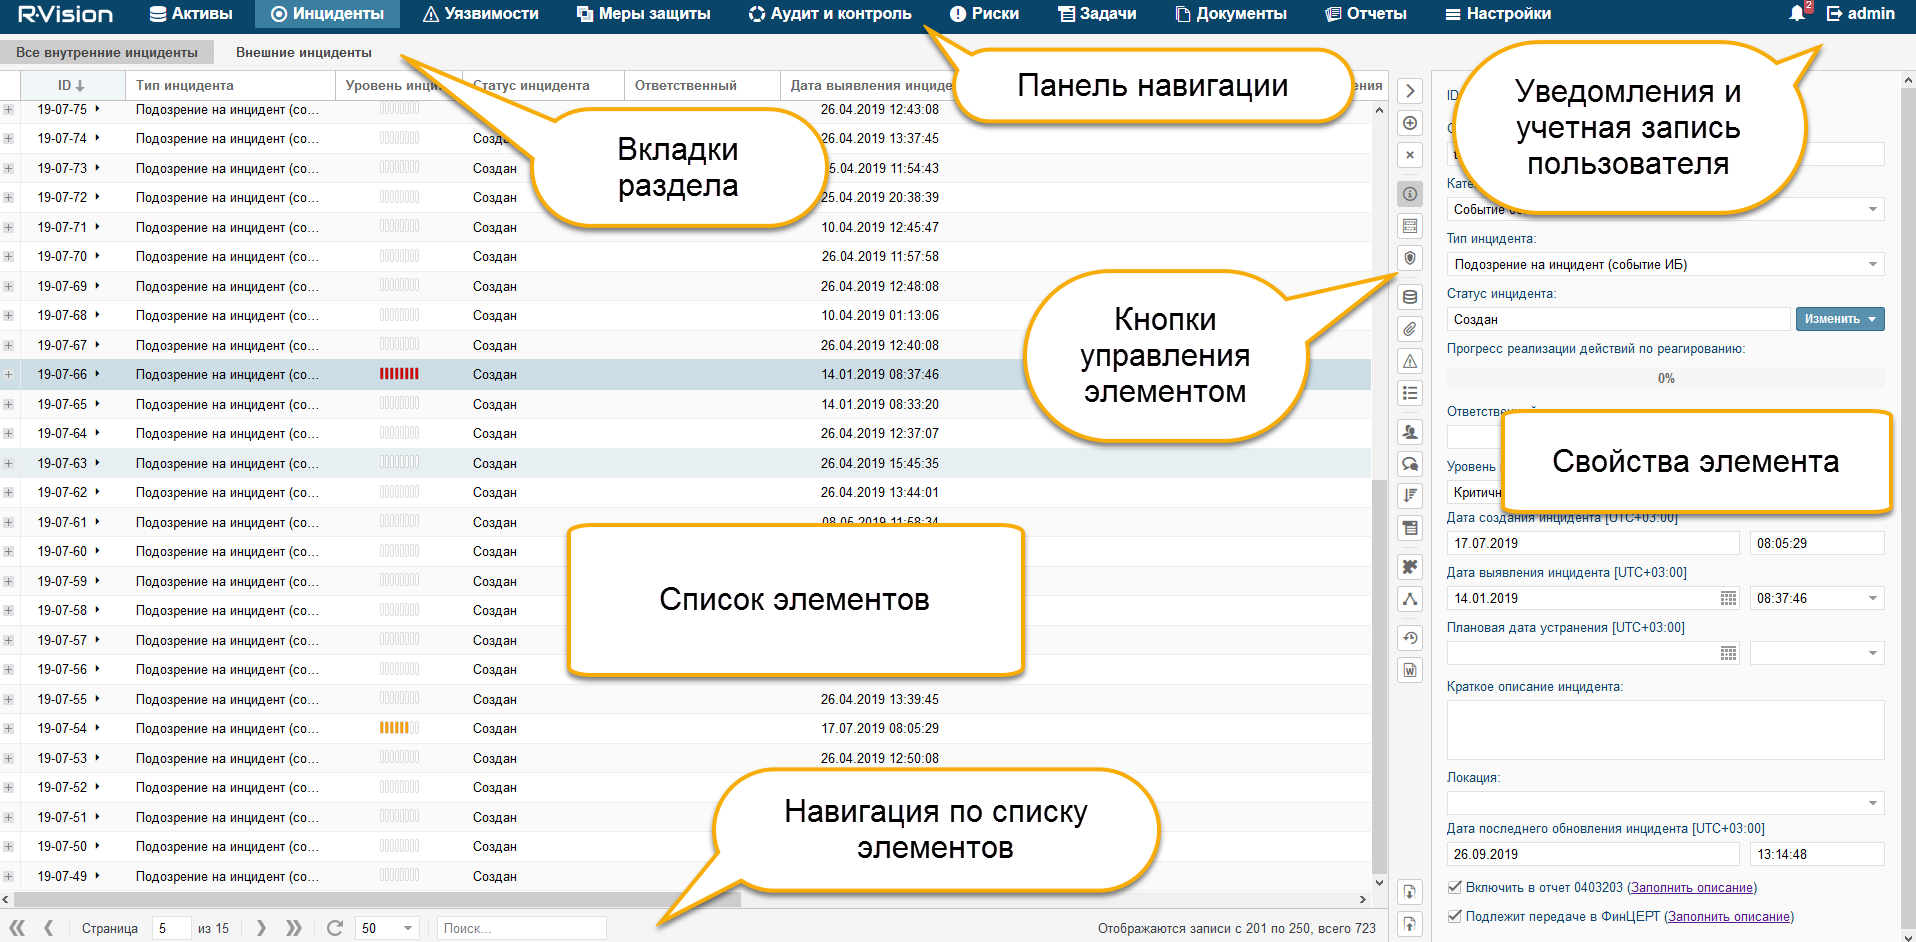 R·Vision Активы Инциденты Уязвимости Меры защиты Аудит и контроль Риски Задачи Документы Отчеты Настройки 2 admin
Все внутренние инциденты Внешние инциденты
ID Тип инцидента Уровень Статус инцидента Ответственный Дата выявления
19-07-75 Подозрение на инцидент (со... 26.04.2019 12:43:08
19-07-74 Подозрение на инцидент (со... 26.04.2019 13:37:45
19-07-73 Подозрение на инцидент (со... Создан 11:54:43
19-07-72 Подозрение на инцидент (со... Создан 25.04.2019 20:38:39
19-07-71 Подозрение на инцидент (со... Создан 10.04.2019 12:45:47
19-07-70 Подозрение на инцидент (со... Создан 26.04.2019 11:57:58
19-07-69 Подозрение на инцидент (со... Создан 26.04.2019 12:48:08
19-07-68 Подозрение на инцидент (со... Создан 10.04.2019 01:13:06
19-07-67 Подозрение на инцидент (со... Создан 26.04.2019 12:40:08
19-07-66 Подозрение на инцидент (со... Создан 14.01.2019 08:37:46
19-07-65 Подозрение на инцидент (со... Создан 14.01.2019 08:33:20
19-07-64 Подозрение на инцидент (со... Создан 26.04.2019 12:37:07
19-07-63 Подозрение на инцидент (со... Создан 26.04.2019 15:45:35
19-07-62 Подозрение на инцидент (со... Создан 26.04.2019 13:44:01
19-07-61 Подозрение на инцидент (со... Создан
19-07-60 Подозрение на инцидент (со... Создан
19-07-59 Подозрение на инцидент (со... Создан
19-07-58 Подозрение на инцидент (со... Создан
19-07-57 Подозрение на инцидент (со... Создан
19-07-56 Подозрение на инцидент (со... Создан
19-07-55 Подозрение на инцидент (со... Создан 26.04.2019 13:39:45
19-07-54 Подозрение на инцидент (со... Создан 17.07.2019 08:05:29
19-07-53 Подозрение на инцидент (со... Создан 26.04.2019 12:50:08
19-07-52 Подозрение на инцидент (со... Создан
19-07-51 Подозрение на инцидент (со... Создан
19-07-50 Подозрение на инцидент (со... Создан
19-07-49 Подозрение на инцидент (со... Создан
Страница 5 из 15 50 Поиск... Отображаются записи с 201 по 250, всего 723
Вкладки
раздела
Панель навигации
Уведомления и
учетная запись
пользователя
Кнопки
управления
элементом
Свойства элемента
Список элементов
Навигация по списку
элементов
ID
Событие
Тип инцидента:
Подозрение на инцидент (событие ИБ)
Статус инцидента:
Создан Изменить
Прогресс реализации действий по реагированию:
0%
Уровень
Дата создания инцидента [UTC+03:00]
17.07.2019 08:05:29
Дата выявления инцидента [UTC+03:00]
14.01.2019 08:37:46
Плановая дата устранения [UTC+03:00]
Краткое описание инцидента:
Локация:
Дата последнего обновления инцидента [UTC+03:00]
26.09.2019 13:14:48
Включить в отчет 0403203 (Заполнить описание)
Подлежит передаче в ФинЦЕРТ (Заполнить описание)